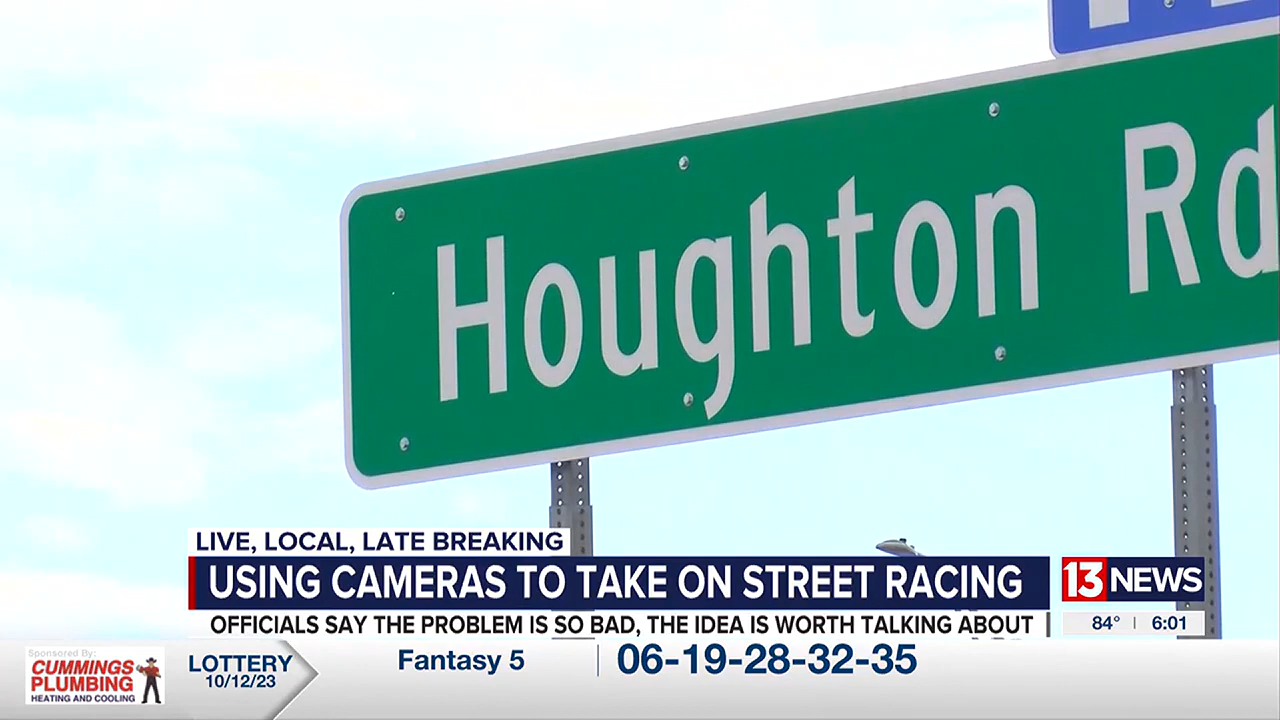 Houghton Rd
LIVE, LOCAL, LATE BREAKING
USING CAMERAS TO TAKE ON STREET RACING
13 NEWS
OFFICIALS SAY THE PROBLEM IS SO BAD, THE IDEA IS WORTH TALKING ABOUT
84° | 6:01
Sponsored By:
CUMMINGS
PLUMBING
HEATING AND COOLING
LOTTERY
10/12/23
Fantasy 5
06-19-28-32-35